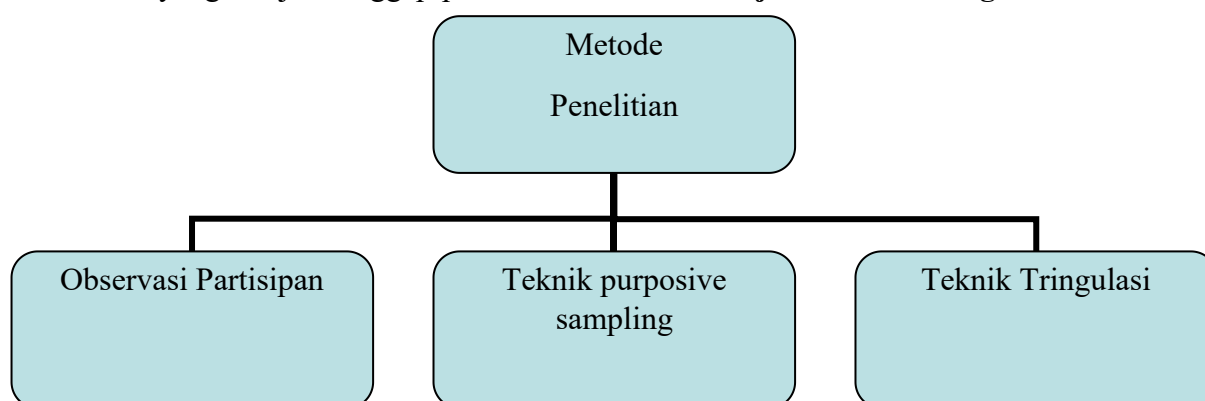 Metode
Penelitian
Observasi Partisipan
Teknik purposive
sampling
Teknik Tringulasi